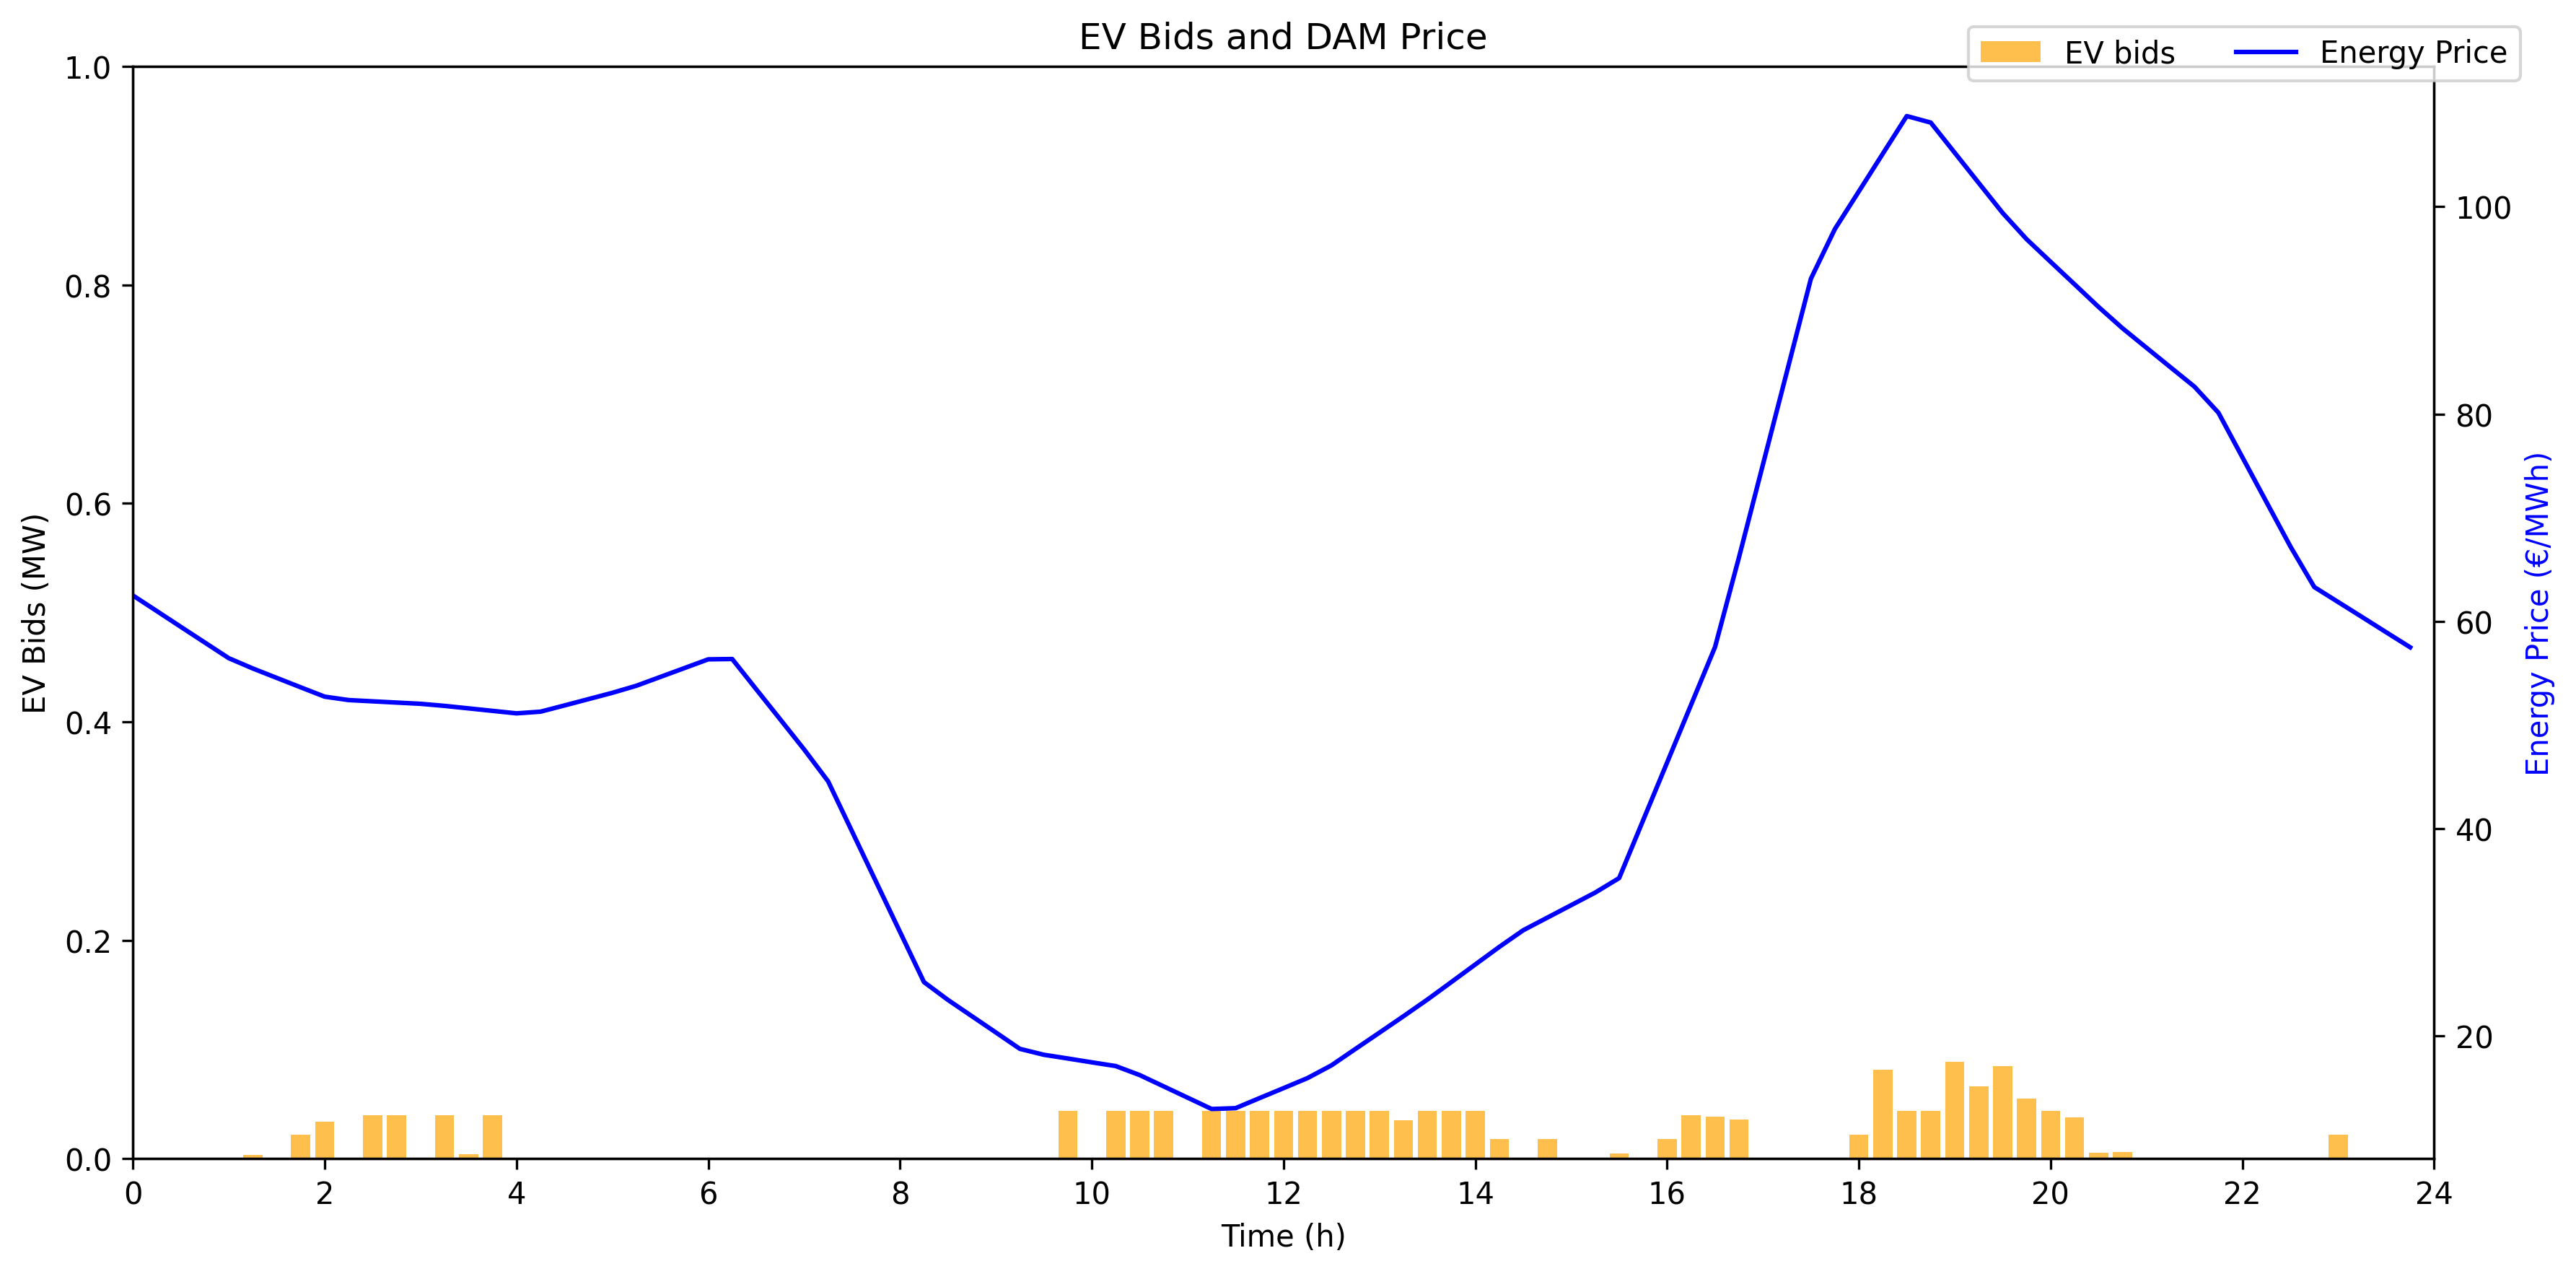 EV Bids and DAM Price
EV bids
Energy Price
1.0
0.8
0.6
0.4
0.2
0.0
EV Bids (MW)
100
80
60
40
20
Energy Price (€/MWh)
0 2 4 6 8 10 12 14 16 18 20 22 24
Time (h)